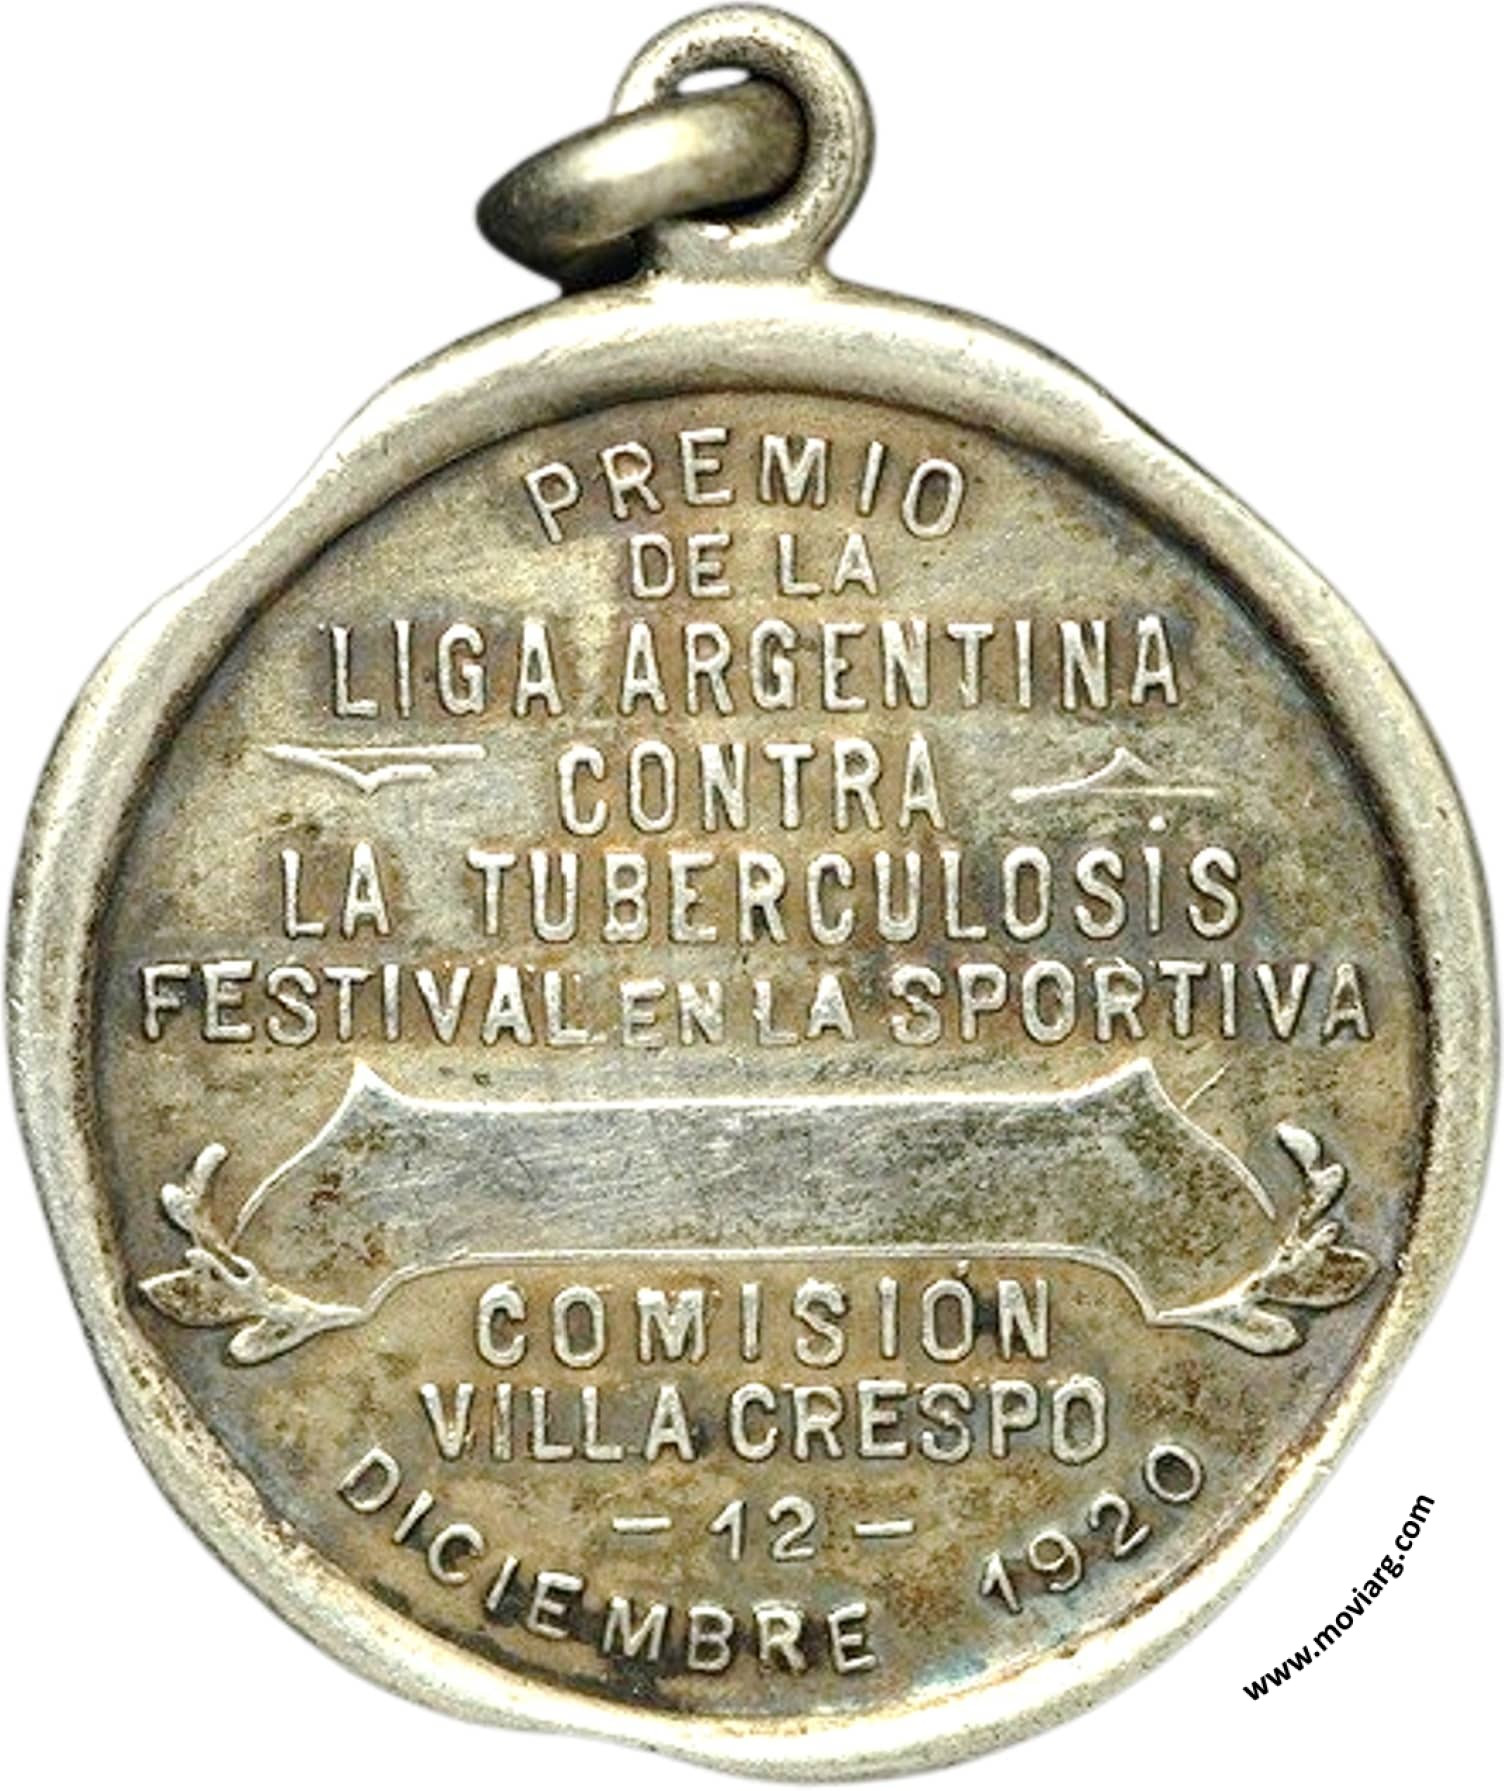 PREMIO
DE LA
LIGA ARGENTINA
CONTRA
LA TUBERCULOSIS
FESTIVAL EN LA SPORTIVA
COMISIÓN
VILLA CRESPO
- 12 -
DICIEMBRE 1920
www.moviarg.com